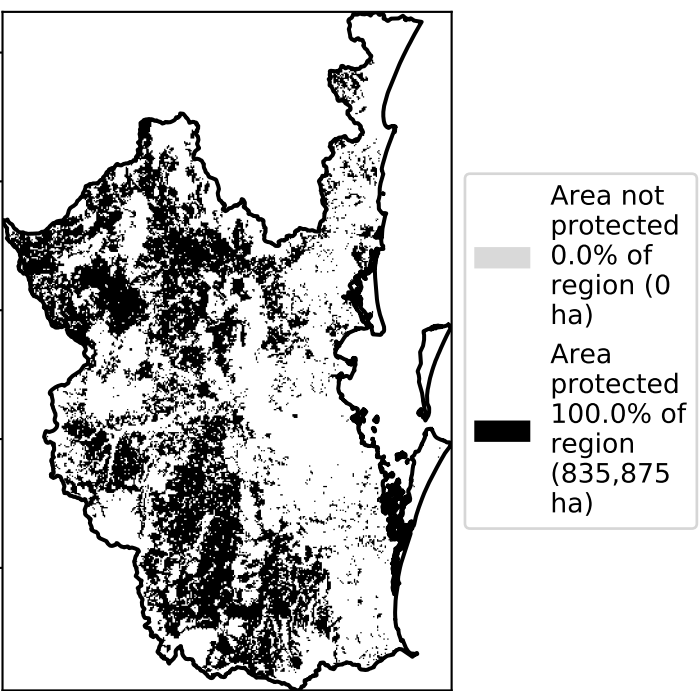 Area not
protected
0.0% of
region (0
ha)
Area
protected
100.0% of
region
(835,875
ha)